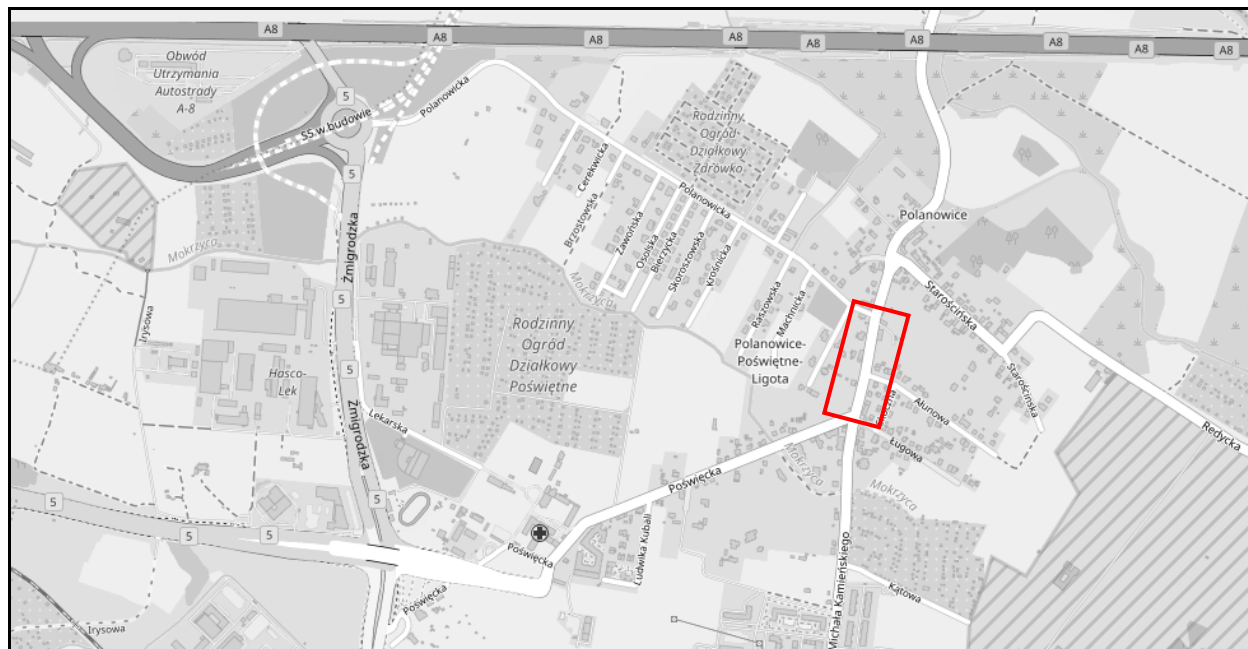 A8
A8
A8
A8
A8
A8
A8
A8
A8
Obwód
Utrzymania
Autostrady
A-8
5
S5 w budowie
Polanowicka
Rodzinny
Ogród
Działkowy
Zdrówko
5
Cerekwicka
Brzostowska
Zawońska
Osolska
Bierzycka
Skoroszowska
Krośnicka
Polanowicka
Polanowice
Mokrzyca
Żmigrodzka
Mokrzyca
Raszowska
Machnicka
Starościńska
5
Irysowa
Rodzinny
Ogród
Działkowy
Poświętne
Polanowice-
Poświętne-
Ligota
Hasco-
Lek
5
Starościńska
Żmigrodzka
Lekarska
Ałunowa
Ługowa
Redycka
Mokrzyca
Poświęcka
Mokrzyca
5
5
5
5
Poświęcka
Ludwika Kubali
Michała Kamieńskiego
Kątowa
Poświęcka
Irysowa